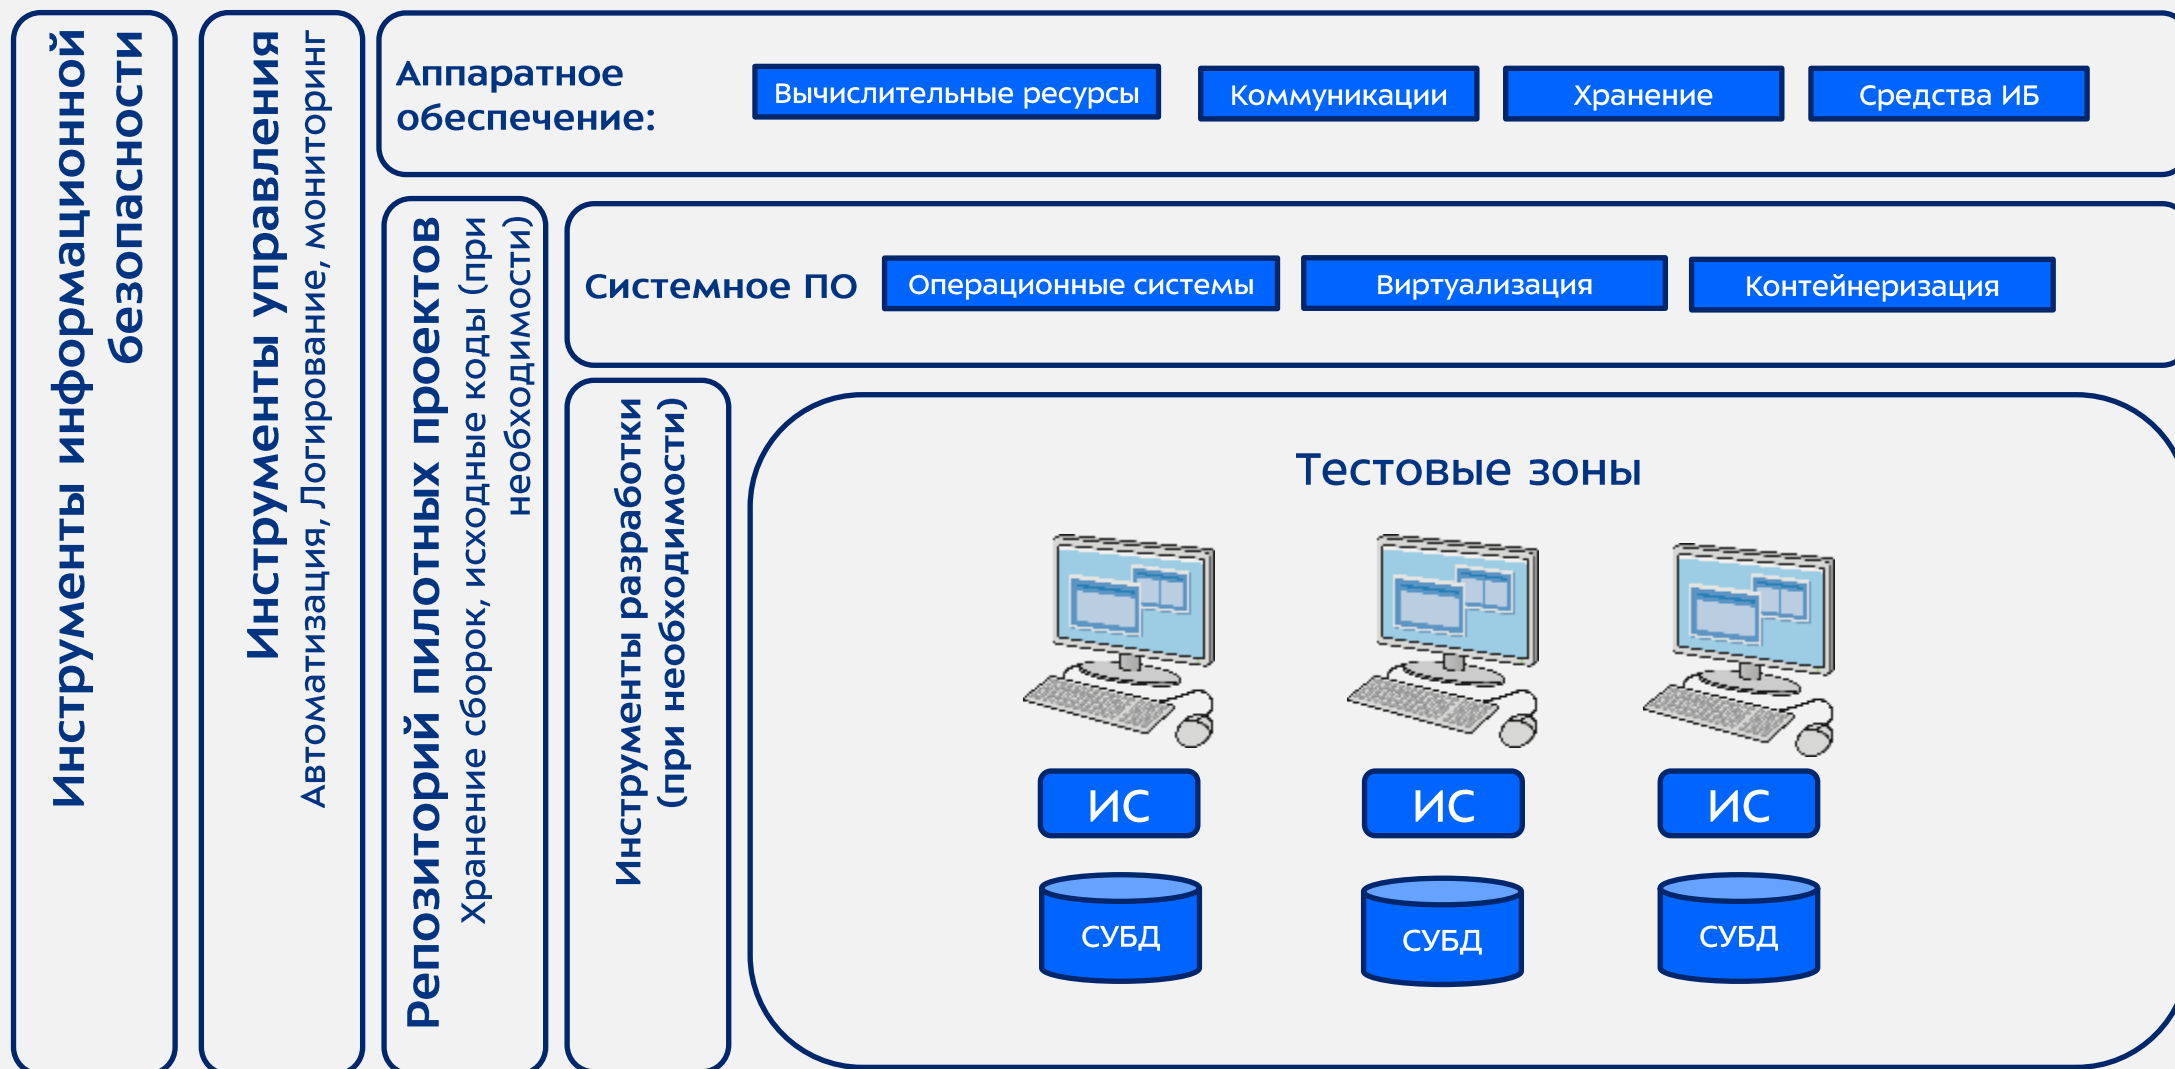 Инструменты информационной
безопасности
Инструменты управления
Автоматизация, Логирование, мониторинг
Аппаратное
обеспечение:
Вычислительные ресурсы
Коммуникации
Хранение
Средства ИБ
Репозиторий пилотных проектов
Хранение сборок, исходные коды (при
необходимости)
Системное ПО
Операционные системы
Виртуализация
Контейнеризация
Инструменты разработки
(при необходимости)
Тестовые зоны
ИС
ИС
ИС
СУБД
СУБД
СУБД